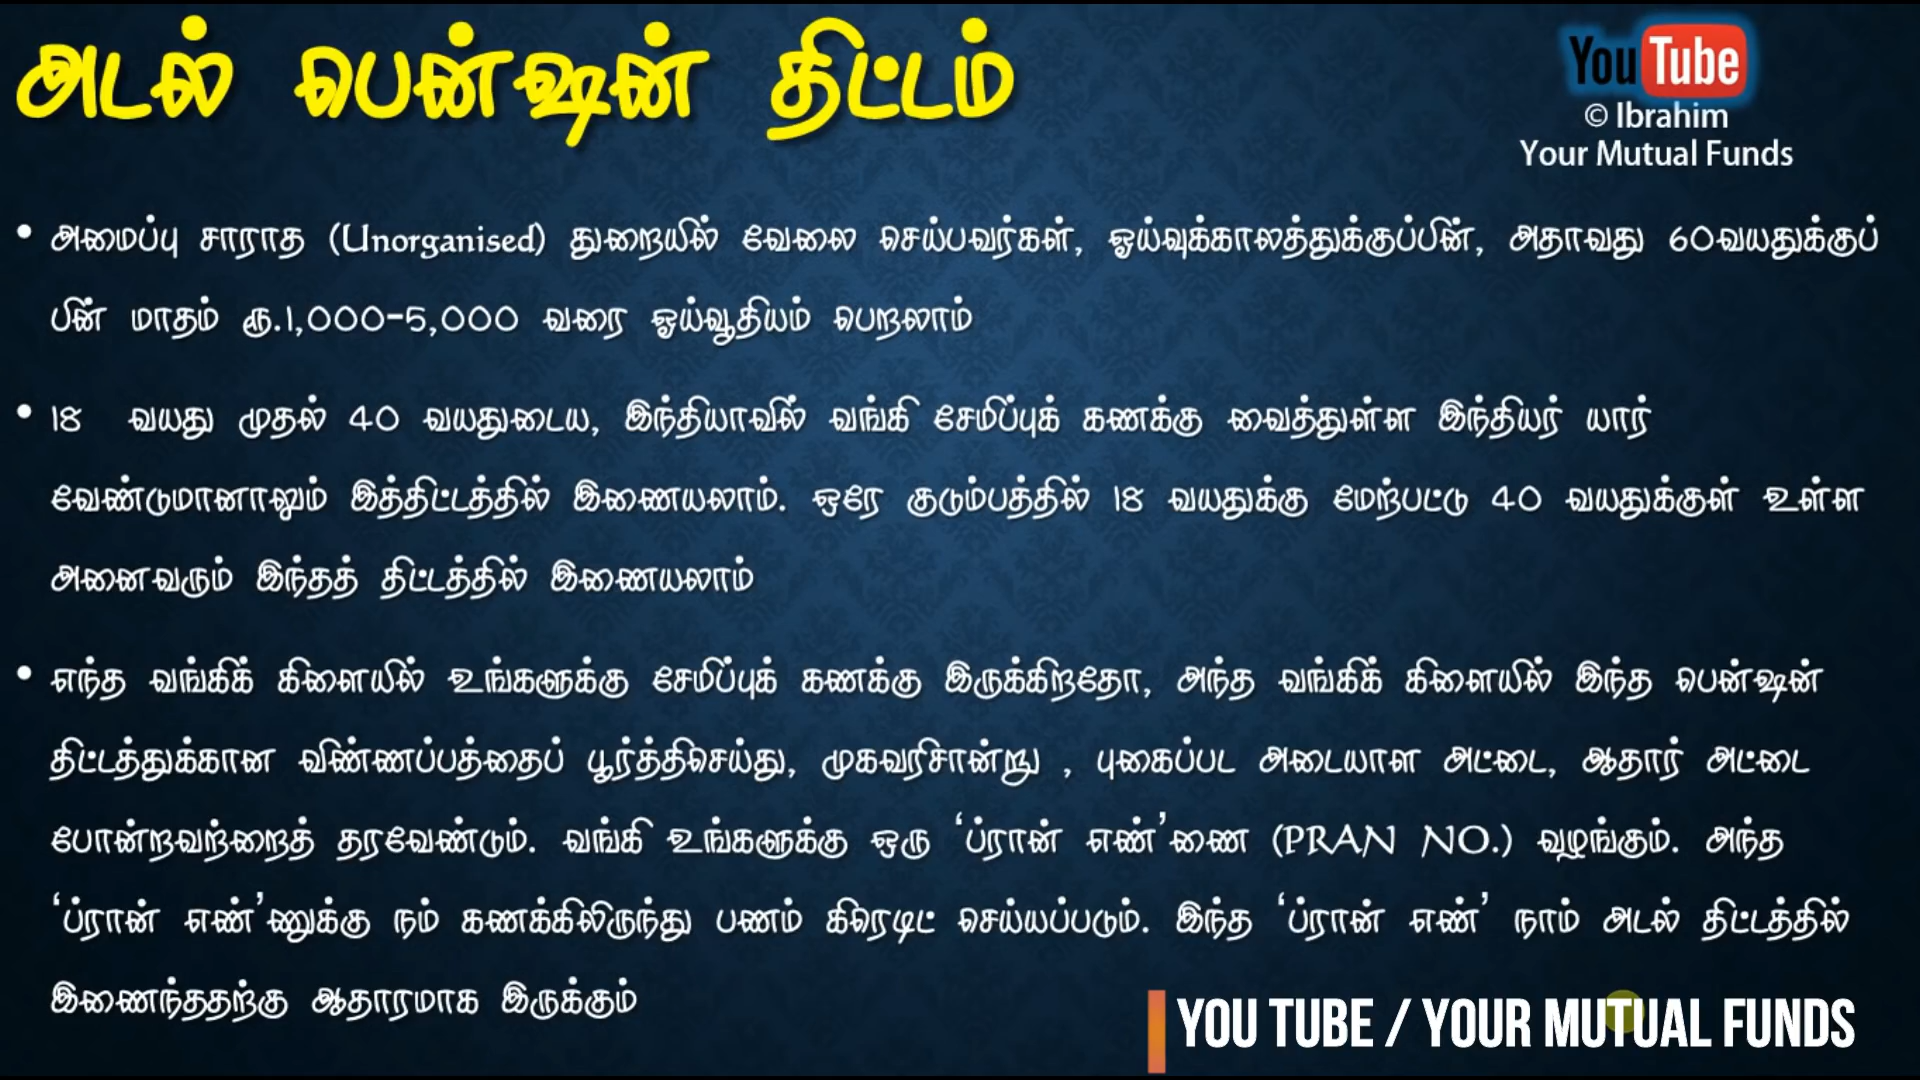 அடல் பென்ஷன் திட்டம்
YouTube
© Ibrahim
Your Mutual Funds
• அமைப்பு சாராத (Unorganised) துறையில் வேலை செய்பவர்கள், ஓய்வுக்காலத்துக்குப்பின், அதாவது 60வயதுக்குப்
பின் மாதம் ரூ.1,000-5,000 வரை ஓய்வூதியம் பெறலாம்
• 18 வயது முதல் 40 வயதுடைய, இந்தியாவில் வங்கி சேமிப்புக் கணக்கு வைத்துள்ள இந்தியர் யார்
வேண்டுமானாலும் இத்திட்டத்தில் இணையலாம். ஒரே குடும்பத்தில் 18 வயதுக்கு மேற்பட்டு 40 வயதுக்குள் உள்ள
அனைவரும் இந்தத் திட்டத்தில் இணையலாம்
• எந்த வங்கிக் கிளையில் உங்களுக்கு சேமிப்புக் கணக்கு இருக்கிறதோ, அந்த வங்கிக் கிளையில் இந்த பென்ஷன்
திட்டத்துக்கான விண்ணப்பத்தைப் பூர்த்திசெய்து, முகவரிசான்று , புகைப்பட அடையாள அட்டை, ஆதார் அட்டை
போன்றவற்றைத் தரவேண்டும். வங்கி உங்களுக்கு ஒரு ‘ப்ரான் எண்’ணை (PRAN NO.) வழங்கும். அந்த
‘ப்ரான் எண்’ணுக்கு நம் கணக்கிலிருந்து பணம் கிரெடிட் செய்யப்படும். இந்த ‘ப்ரான் எண்’ நாம் அடல் திட்டத்தில்
இணைந்ததற்கு ஆதாரமாக இருக்கும்
YOU TUBE / YOUR MUTUAL FUNDS